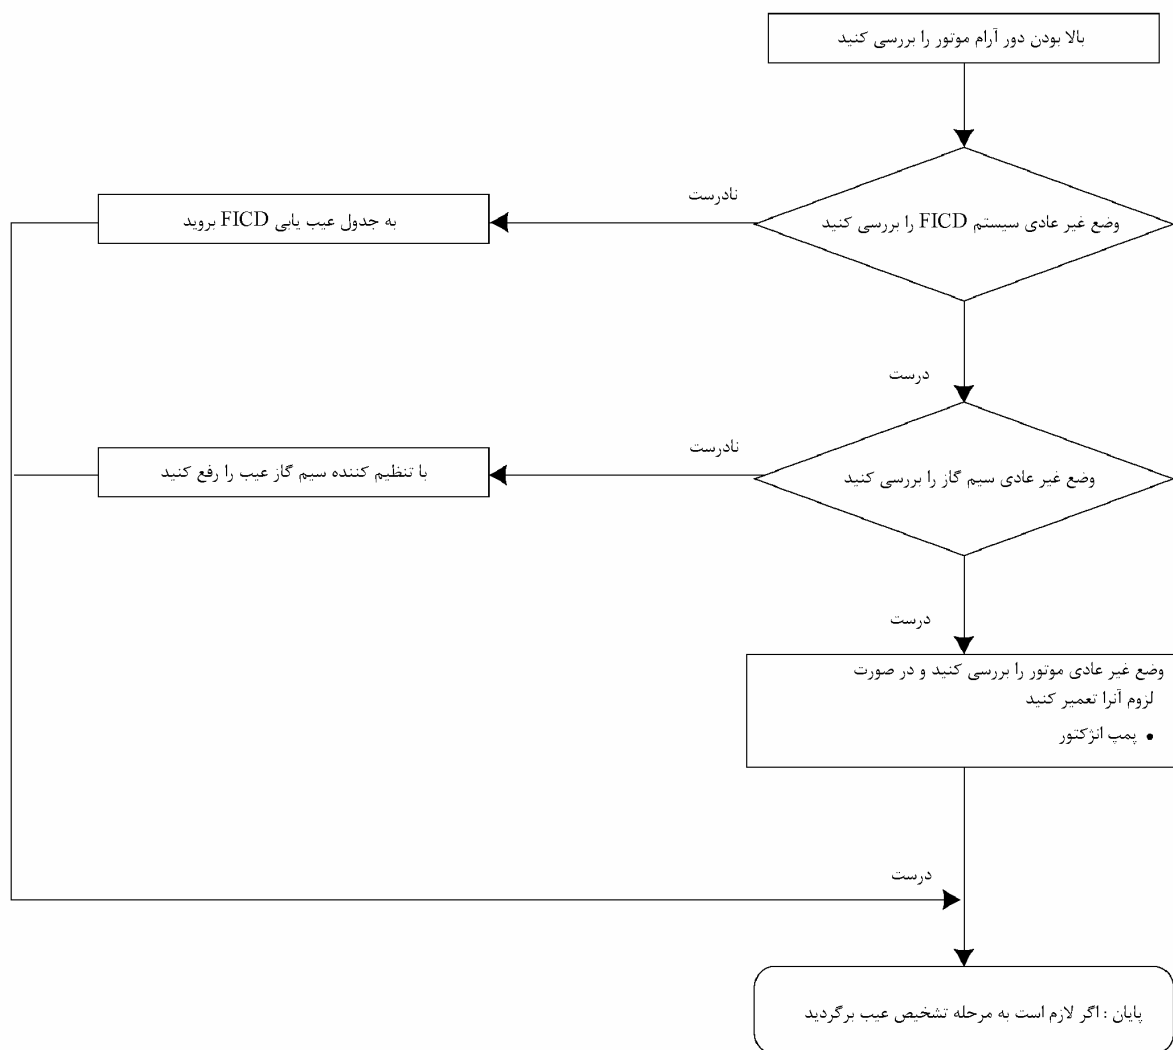 بالا بودن دور آرام موتور را بررسی کنید
وضع غیر عادی سیستم FICD را بررسی کنید
نادرست
به جدول عیب یابی FICD بروید
درست
وضع غیر عادی سیم گاز را بررسی کنید
نادرست
با تنظیم کننده سیم گاز عیب را رفع کنید
درست
وضع غیر عادی موتور را بررسی کنید و در صورت
لزوم آنرا تعمیر کنید
• پمپ انژکتور
درست
پایان : اگر لازم است به مرحله تشخیص عیب برگردید